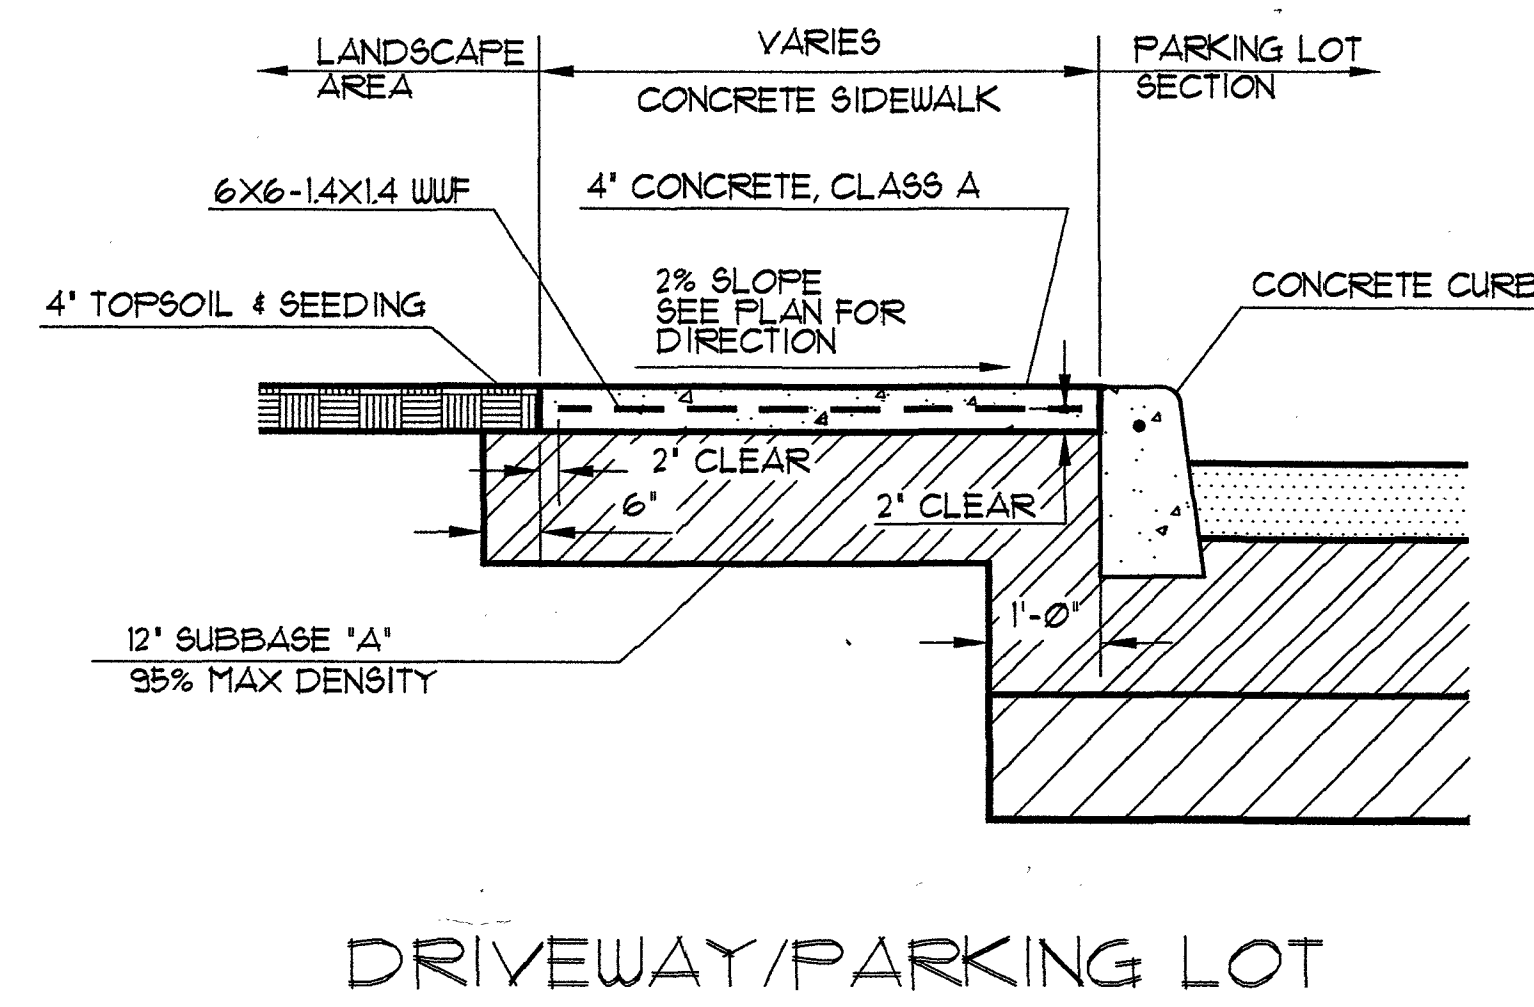 LANDSCAPE
AREA
VARIES
CONCRETE SIDEWALK
PARKING LOT
SECTION
6X6-1.4X1.4 WWF
4" CONCRETE, CLASS A
4" TOPSOIL & SEEDING
2% SLOPE
SEE PLAN FOR
DIRECTION
CONCRETE CURB
2" CLEAR
6"
2" CLEAR
1'-0"
12" SUBBASE "A"
95% MAX DENSITY
DRIVEWAY/PARKING LOT